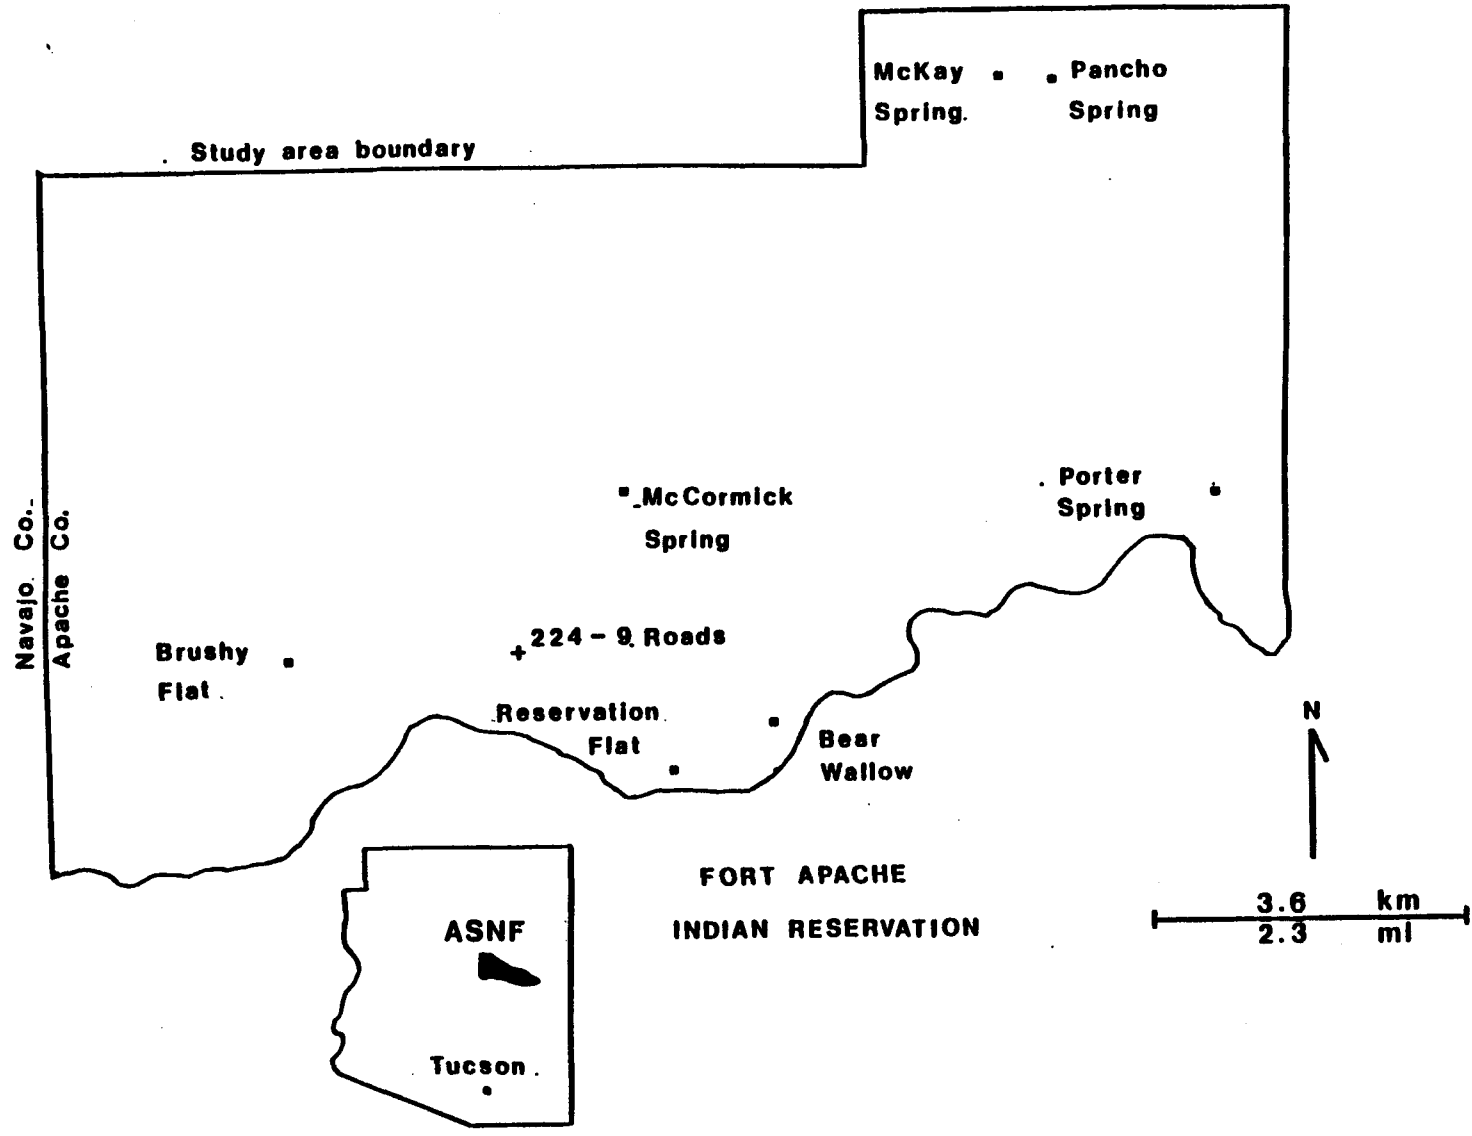 McKay
Spring
Pancho
Spring
Study area boundary
Porter
Spring
McCormick
Spring
Navajo Co.
Apache Co.
224-9 Roads
Brushy
Flat
Reservation
Flat
Bear
Wallow
N
FORT APACHE
INDIAN RESERVATION
3.6 km
2.3 mi
ASNF
Tucson